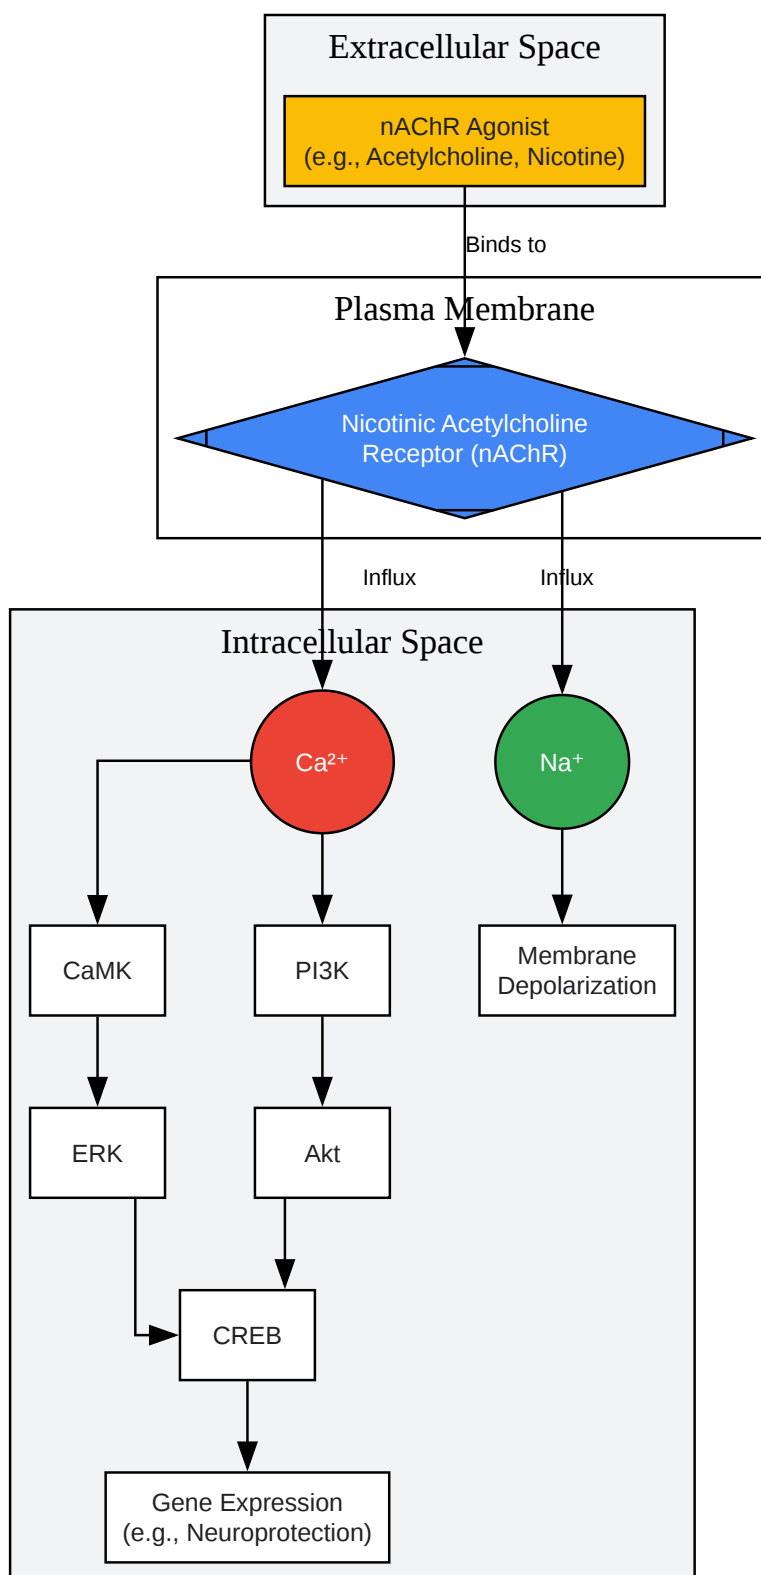 Extracellular Space
nAChR Agonist
(e.g., Acetylcholine, Nicotine)
Binds to
Plasma Membrane
Nicotinic Acetylcholine
Receptor (nAChR)
Influx
Influx
Intracellular Space
Ca²⁺
Na⁺
CaMK
PI3K
Membrane
Depolarization
ERK
Akt
CREB
Gene Expression
(e.g., Neuroprotection)